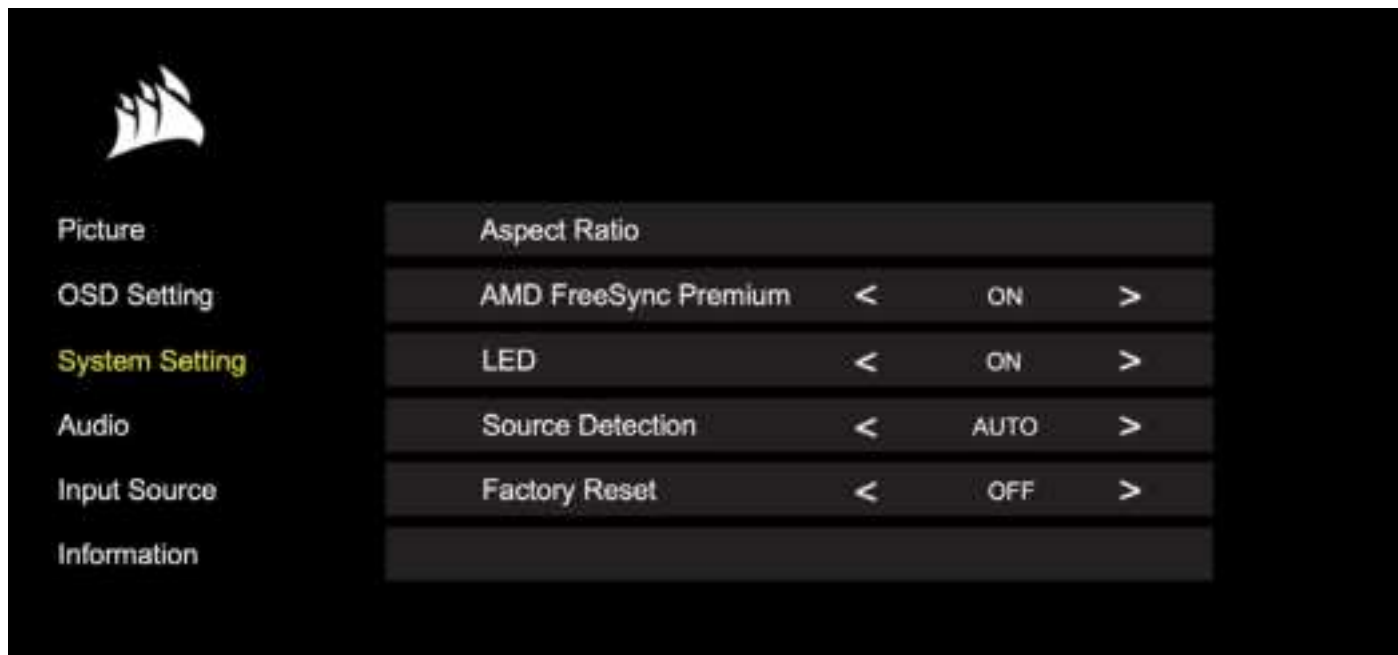 Picture
Aspect Ratio
OSD Setting
AMD FreeSync Premium < ON >
System Setting
LED < ON >
Audio
Source Detection < AUTO >
Input Source
Factory Reset < OFF >
Information